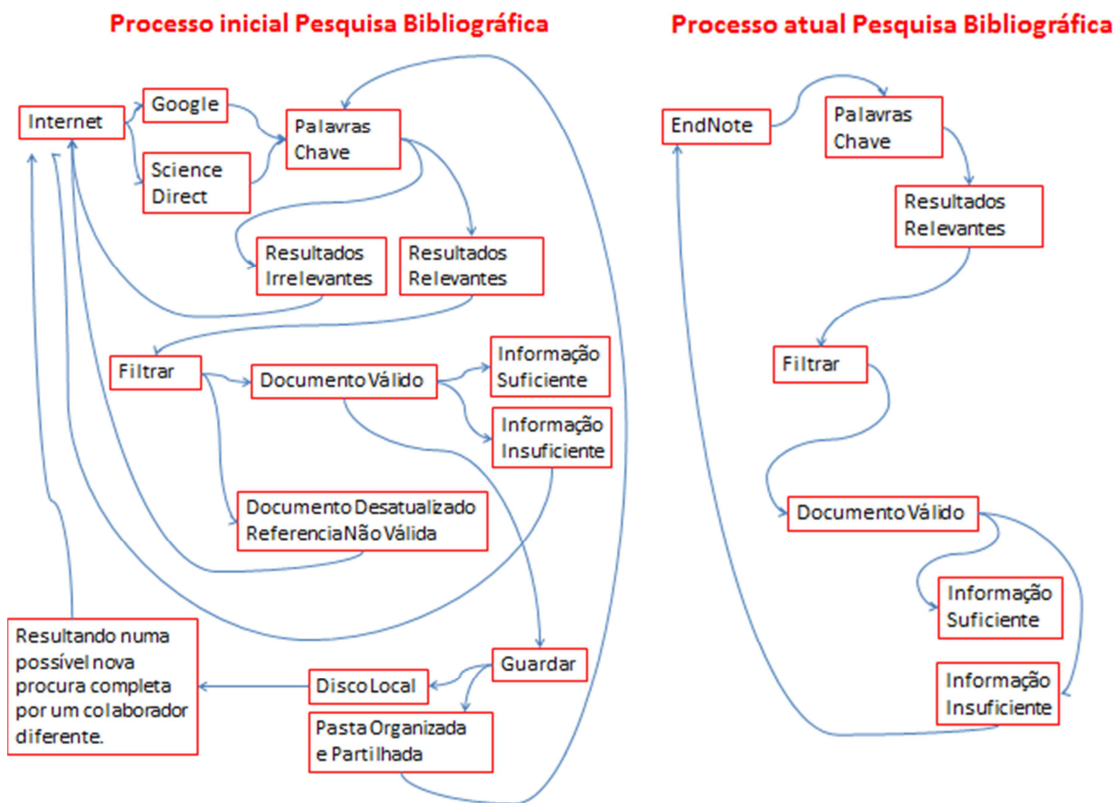 Processo inicial Pesquisa Bibliográfica
Internet
Google
Science
Direct
Palavras
Chave
Resultados
Irrelevantes
Resultados
Relevantes
Filtrar
Documento Válido
Informação
Suficiente
Informação
Insuficiente
Documento Desatualizado
Referencia Não Válida
Guardar
Disco Local
Pasta Organizada
e Partilhada
Resultando numa
possível nova
procura completa
por um colaborador
diferente.
Processo atual Pesquisa Bibliográfica
EndNote
Palavras
Chave
Resultados
Relevantes
Filtrar
Documento Válido
Informação
Suficiente
Informação
Insuficiente